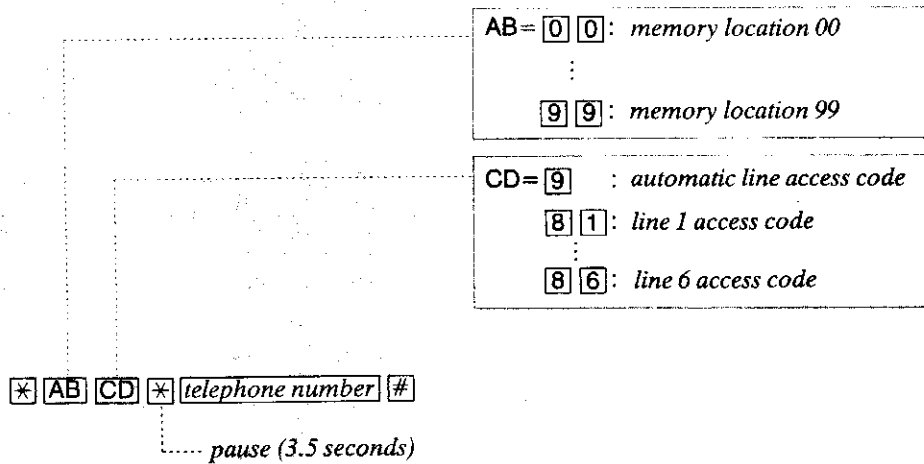 AB= 0 0 : memory location 00
⋮
9 9 : memory location 99
CD= 9 : automatic line access code
8 1 : line 1 access code
⋮
8 6 : line 6 access code
* AB CD * telephone number #
pause (3.5 seconds)